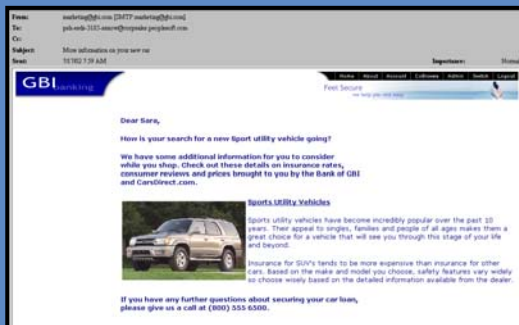 From: marketing@gbi.com [SMTP:marketing@gbi.com]
To:
Cc:
Subject: More information on your new car
Sent: 7:39 AM Importance: Normal
GBI banking
Home About Account Admin Switch Logout
Feel Secure
Dear Sara,
How is your search for a new Sport utility vehicle going?
We have some additional information for you to consider
while you shop. Check out these details on insurance rates,
consumer reviews and prices brought to you by the Bank of GBI
and CarsDirect.com.
Sports Utility Vehicles
Sports utility vehicles have become incredibly popular over the past 10
years. Their appeal to singles, families and people of all ages makes them a
great choice for a vehicle that will see you through this stage of your life
and beyond.
Insurance for SUV's tends to be more expensive than insurance for other
cars. Based on the make and model you choose, safety features vary widely
so choose wisely based on the detailed information available from the dealer.
If you have any further questions about securing your car loan,
please give us a call at (800) 555 6500.